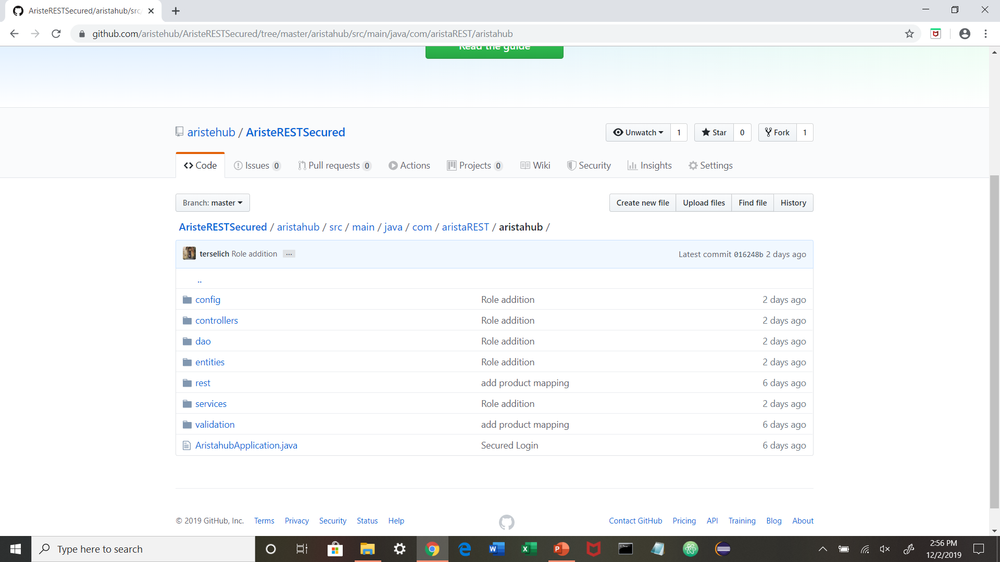 AristeRESTSecured/aristahub/src/
github.com/aristehub/AristeRESTSecured/tree/master/aristahub/src/main/java/com/aristaREST/aristahub
Read the guide
aristehub / AristeRESTSecured
Unwatch 1 Star 0 Fork 1
Code Issues 0 Pull requests 0 Actions Projects 0 Wiki Security Insights Settings
Branch: master Create new file Upload files Find file History
AristeRESTSecured / aristahub / src / main / java / com / aristaREST / aristahub /
terselich Role addition ... Latest commit 016248b 2 days ago
..
config Role addition 2 days ago
controllers Role addition 2 days ago
dao Role addition 2 days ago
entities Role addition 2 days ago
rest add product mapping 6 days ago
services Role addition 2 days ago
validation add product mapping 6 days ago
AristahubApplication.java Secured Login 6 days ago
© 2019 GitHub, Inc. Terms Privacy Security Status Help Contact GitHub Pricing API Training Blog About
Type here to search
2:56 PM
12/2/2019